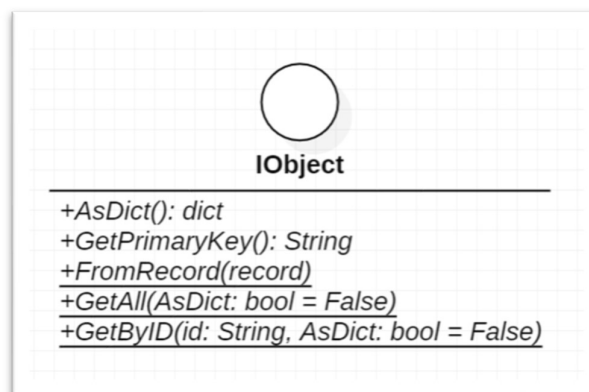 IObject
+AsDict(): dict
+GetPrimaryKey(): String
+FromRecord(record)
+GetAll(AsDict: bool = False)
+GetByID(id: String, AsDict: bool = False)